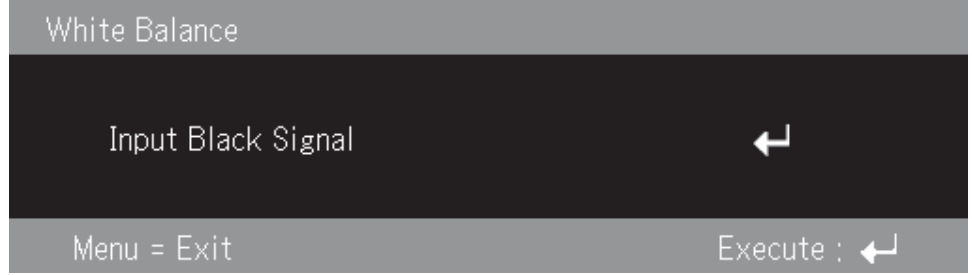 White Balance
Input Black Signal ↵
Menu = Exit Execute : ↵